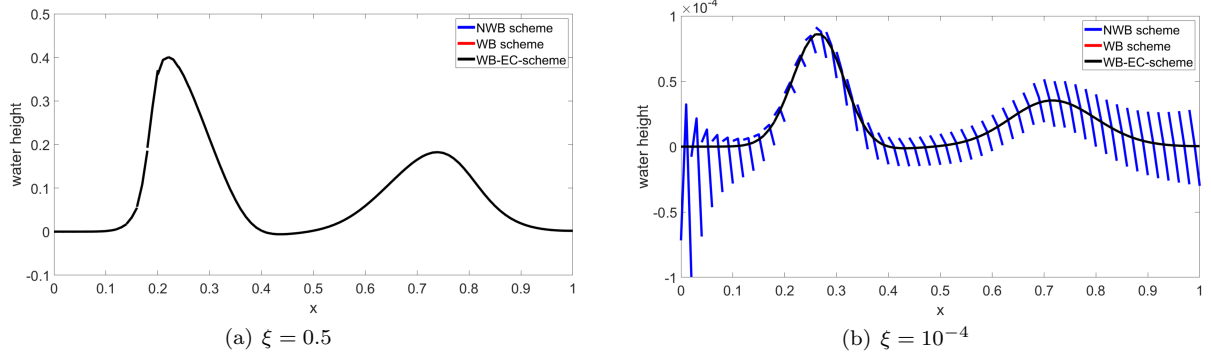 0.5
0.4
0.3
0.2
0.1
0
-0.1
water height
0 0.1 0.2 0.3 0.4 0.5 0.6 0.7 0.8 0.9 1
x
NWB scheme
WB scheme
WB-EC-scheme
(a) ξ = 0.5
×10⁻⁴
1
0.5
0
-0.5
-1
water height
0 0.1 0.2 0.3 0.4 0.5 0.6 0.7 0.8 0.9 1
x
NWB scheme
WB scheme
WB-EC-scheme
(b) ξ = 10⁻⁴